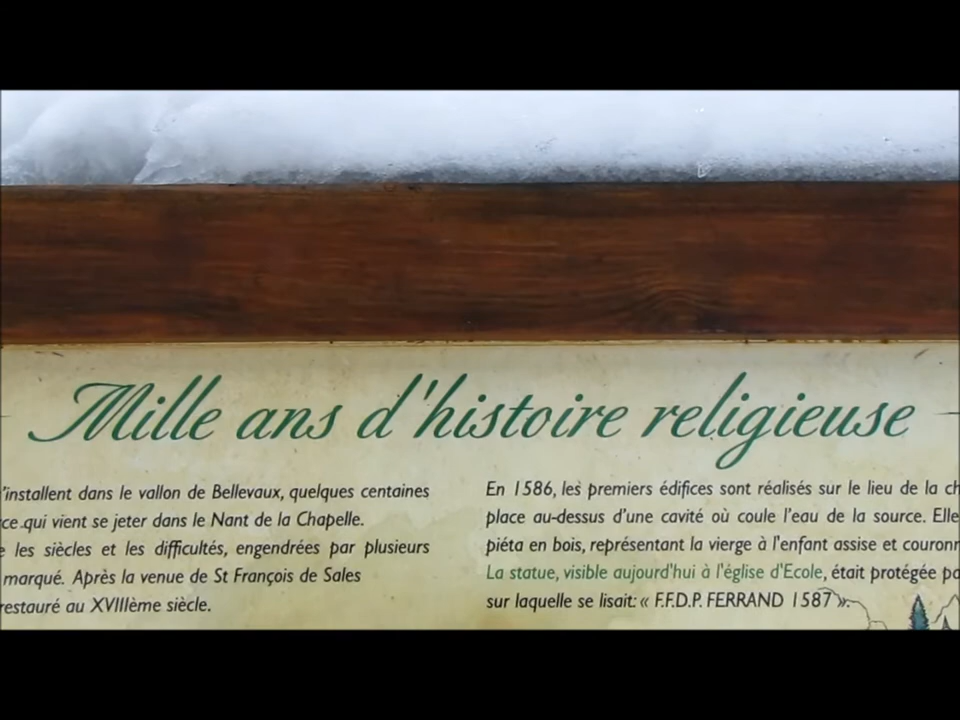 Mille ans d'histoire religieuse
'installent dans le vallon de Bellevaux, quelques centaines
ce qui vient se jeter dans le Nant de la Chapelle.
les siècles et les difficultés, engendrées par plusieurs
marqué. Après la venue de St François de Sales
restauré au XVIIIème siècle.
En 1586, les premiers édifices sont réalisés sur le lieu de la ch
place au-dessus d'une cavité où coule l'eau de la source. Elle
piéta en bois, représentant la vierge à l'enfant assise et couronn
La statue, visible aujourd'hui à l'église d'Ecole, était protégée pa
sur laquelle se lisait: « F.F.D.P. FERRAND 1587 ».